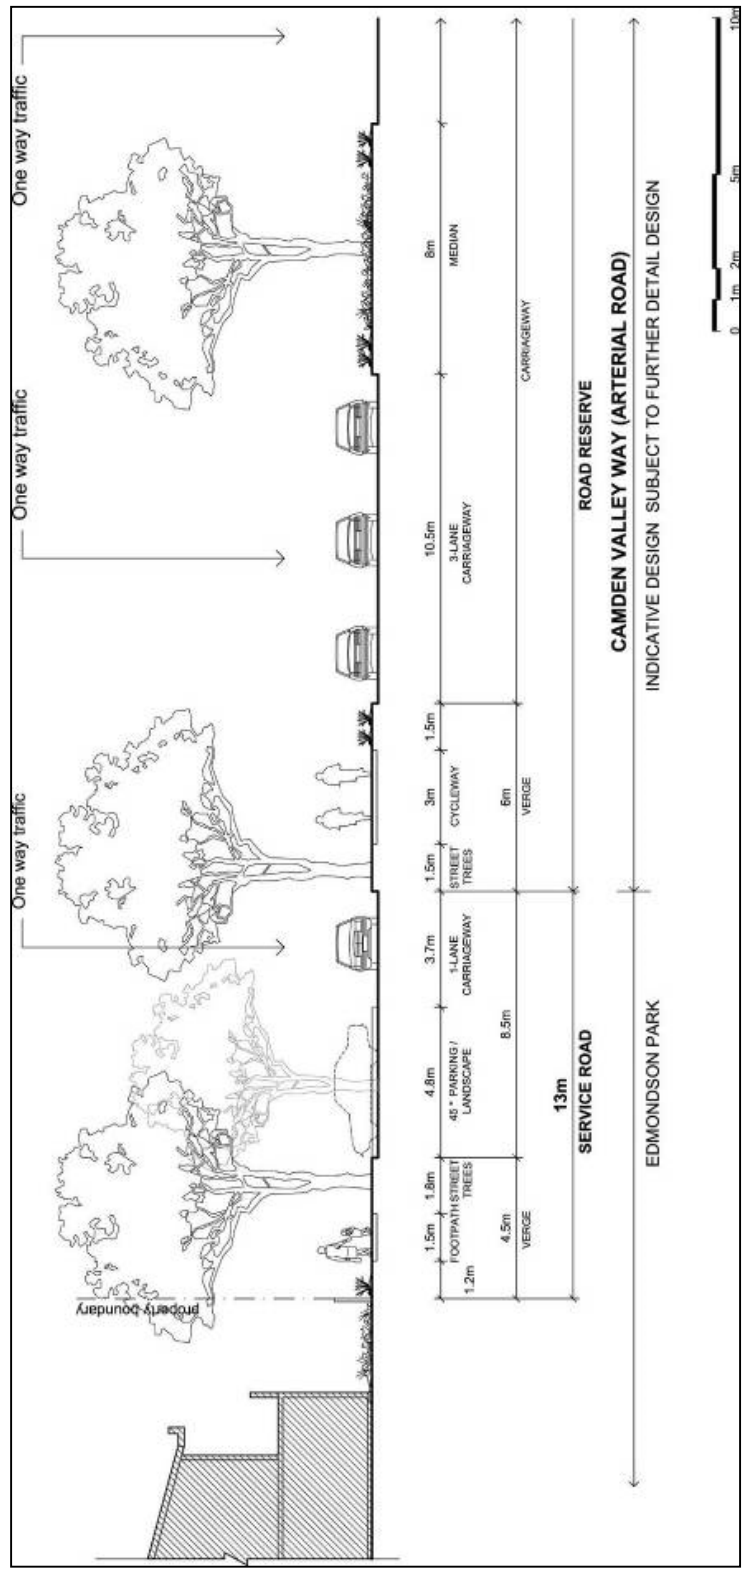 One way traffic
One way traffic
One way traffic
property boundary
1.2m
1.5m
FOOTPATH
1.8m
STREET
TREES
4.8m
45° PARKING /
LANDSCAPE
3.7m
1-LANE
CARRIAGEWAY
1.5m
STREET
TREES
3m
CYCLEWAY
1.5m
10.5m
3-LANE
CARRIAGEWAY
8m
MEDIAN
4.5m
VERGE
8.5m
6m
VERGE
CARRIAGEWAY
13m
SERVICE ROAD
ROAD RESERVE
CAMDEN VALLEY WAY (ARTERIAL ROAD)
EDMONDSON PARK
INDICATIVE DESIGN SUBJECT TO FURTHER DETAIL DESIGN
0 1m 2m 5m 10m